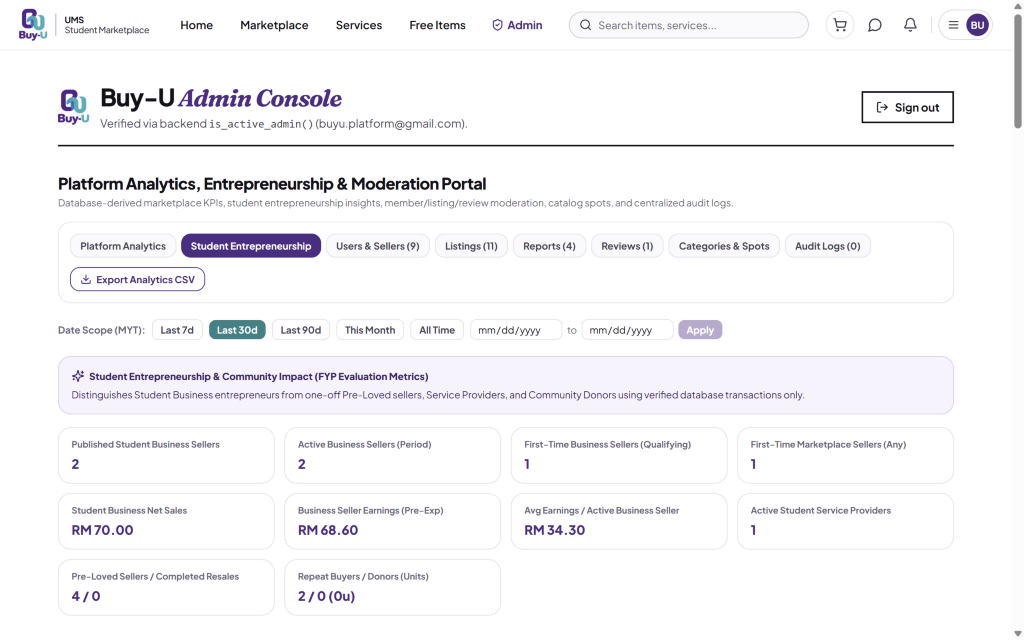 Buy-U
UMS
Student Marketplace
Home
Marketplace
Services
Free Items
Admin
Search items, services...
BU
Buy-U
Buy-U Admin Console
Verified via backend is_active_admin() (buyu.platform@gmail.com).
Sign out
Platform Analytics, Entrepreneurship & Moderation Portal
Database-derived marketplace KPIs, student entrepreneurship insights, member/listing/review moderation, catalog spots, and centralized audit logs.
Platform Analytics
Student Entrepreneurship
Users & Sellers (9)
Listings (11)
Reports (4)
Reviews (1)
Categories & Spots
Audit Logs (0)
Export Analytics CSV
Date Scope (MYT):
Last 7d
Last 30d
Last 90d
This Month
All Time
mm/dd/yyyy
to
mm/dd/yyyy
Apply
Student Entrepreneurship & Community Impact (FYP Evaluation Metrics)
Distinguishes Student Business entrepreneurs from one-off Pre-Loved sellers, Service Providers, and Community Donors using verified database transactions only.
Published Student Business Sellers
2
Active Business Sellers (Period)
2
First-Time Business Sellers (Qualifying)
1
First-Time Marketplace Sellers (Any)
1
Student Business Net Sales
RM 70.00
Business Seller Earnings (Pre-Exp)
RM 68.60
Avg Earnings / Active Business Seller
RM 34.30
Active Student Service Providers
1
Pre-Loved Sellers / Completed Resales
4 / 0
Repeat Buyers / Donors (Units)
2 / 0 (0u)